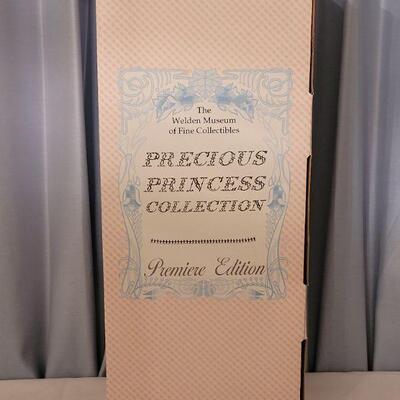 The
Welden Museum
of Fine Collectibles
PRECIOUS
PRINCESS
COLLECTION
Premiere Edition